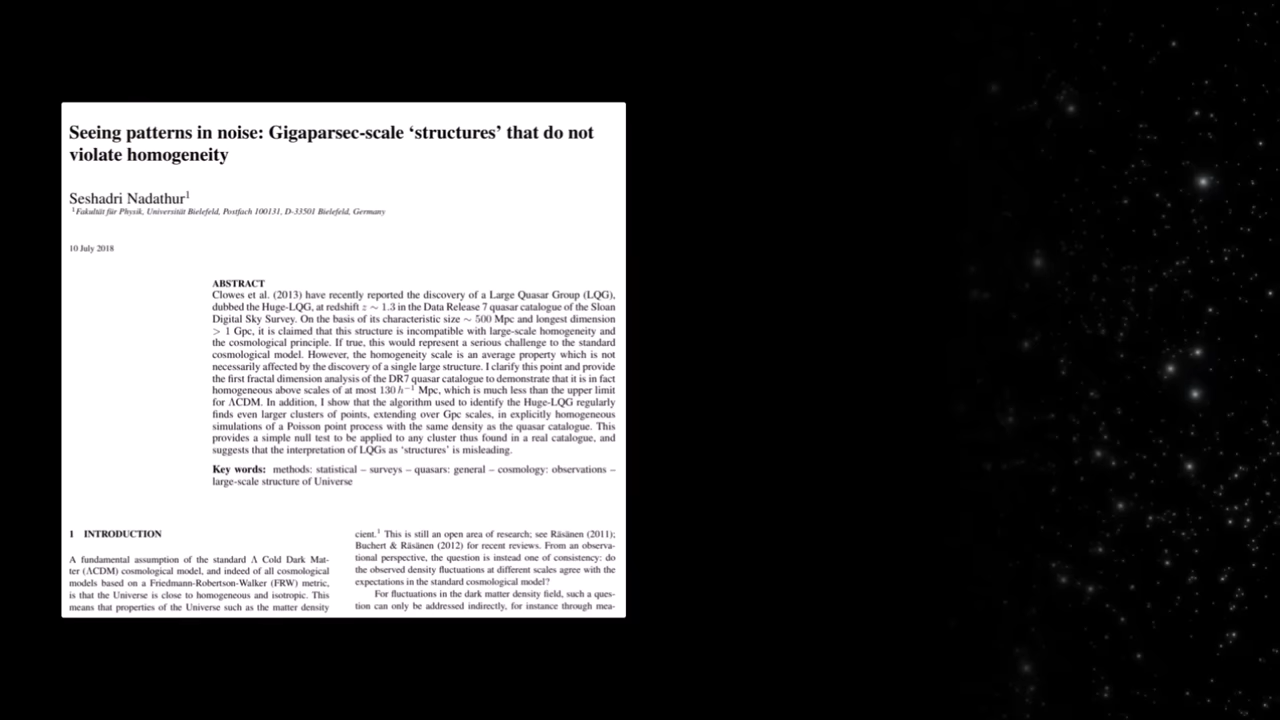 Seeing patterns in noise: Gigaparsec-scale ‘structures’ that do not
violate homogeneity
Seshadri Nadathur¹
¹Fakultät für Physik, Universität Bielefeld, Postfach 100131, D-33501 Bielefeld, Germany
10 July 2018
ABSTRACT
Clowes et al. (2013) have recently reported the discovery of a Large Quasar Group (LQG),
dubbed the Huge-LQG, at redshift z ∼ 1.3 in the Data Release 7 quasar catalogue of the Sloan
Digital Sky Survey. On the basis of its characteristic size ∼ 500 Mpc and longest dimension
> 1 Gpc, it is claimed that this structure is incompatible with large-scale homogeneity and
the cosmological principle. If true, this would represent a serious challenge to the standard
cosmological model. However, the homogeneity scale is an average property which is not
necessarily affected by the discovery of a single large structure. I clarify this point and provide
the first fractal dimension analysis of the DR7 quasar catalogue to demonstrate that it is in fact
homogeneous above scales of at most 130 h⁻¹ Mpc, which is much less than the upper limit
for ΛCDM. In addition, I show that the algorithm used to identify the Huge-LQG regularly
finds even larger clusters of points, extending over Gpc scales, in explicitly homogeneous
simulations of a Poisson point process with the same density as the quasar catalogue. This
provides a simple null test to be applied to any cluster thus found in a real catalogue, and
suggests that the interpretation of LQGs as ‘structures’ is misleading.
Key words: methods: statistical – surveys – quasars: general – cosmology: observations –
large-scale structure of Universe
1 INTRODUCTION
A fundamental assumption of the standard Λ Cold Dark Mat-
ter (ΛCDM) cosmological model, and indeed of all cosmological
models based on a Friedmann-Robertson-Walker (FRW) metric,
is that the Universe is close to homogeneous and isotropic. This
means that properties of the Universe such as the matter density
cient.¹ This is still an open area of research; see Räsänen (2011);
Buchert & Räsänen (2012) for recent reviews. From an observa-
tional perspective, the question is instead one of consistency: do
the observed density fluctuations at different scales agree with the
expectations in the standard cosmological model?
For fluctuations in the dark matter density field, such a ques-
tion can only be addressed indirectly, for instance through mea-